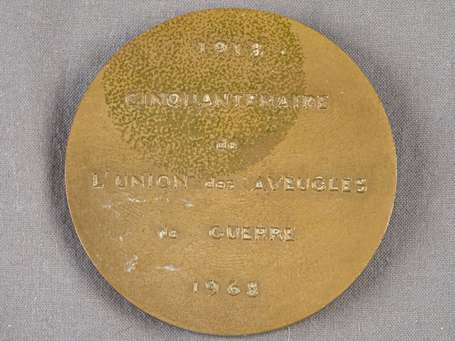 1918
CINQUANTENAIRE
de
L'UNION des AVEUGLES
de GUERRE
1968